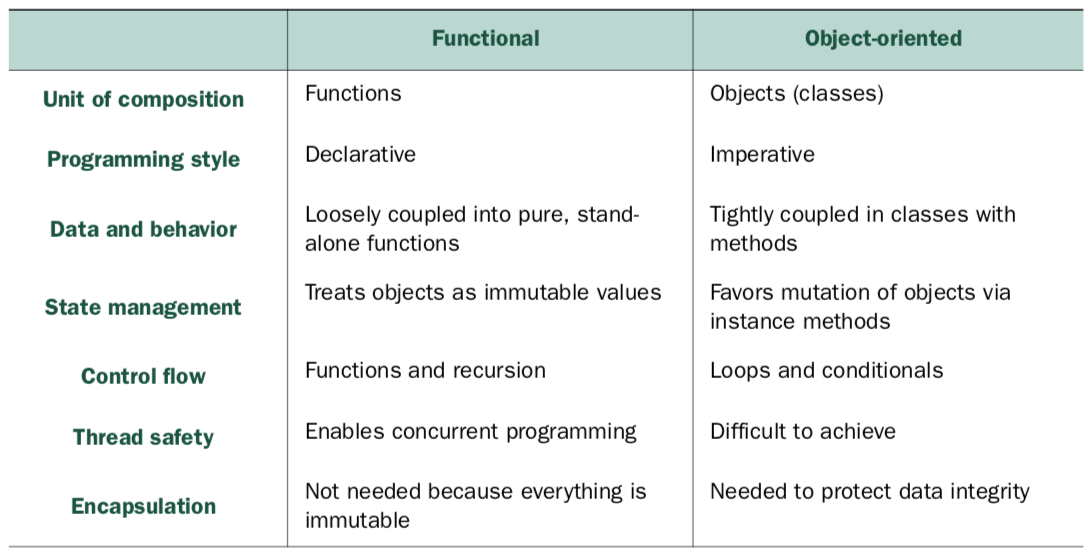 Functional Object-oriented
Unit of composition Functions Objects (classes)
Programming style Declarative Imperative
Data and behavior Loosely coupled into pure, stand- Tightly coupled in classes with
alone functions methods
State management Treats objects as immutable values Favors mutation of objects via
instance methods
Control flow Functions and recursion Loops and conditionals
Thread safety Enables concurrent programming Difficult to achieve
Encapsulation Not needed because everything is Needed to protect data integrity
immutable